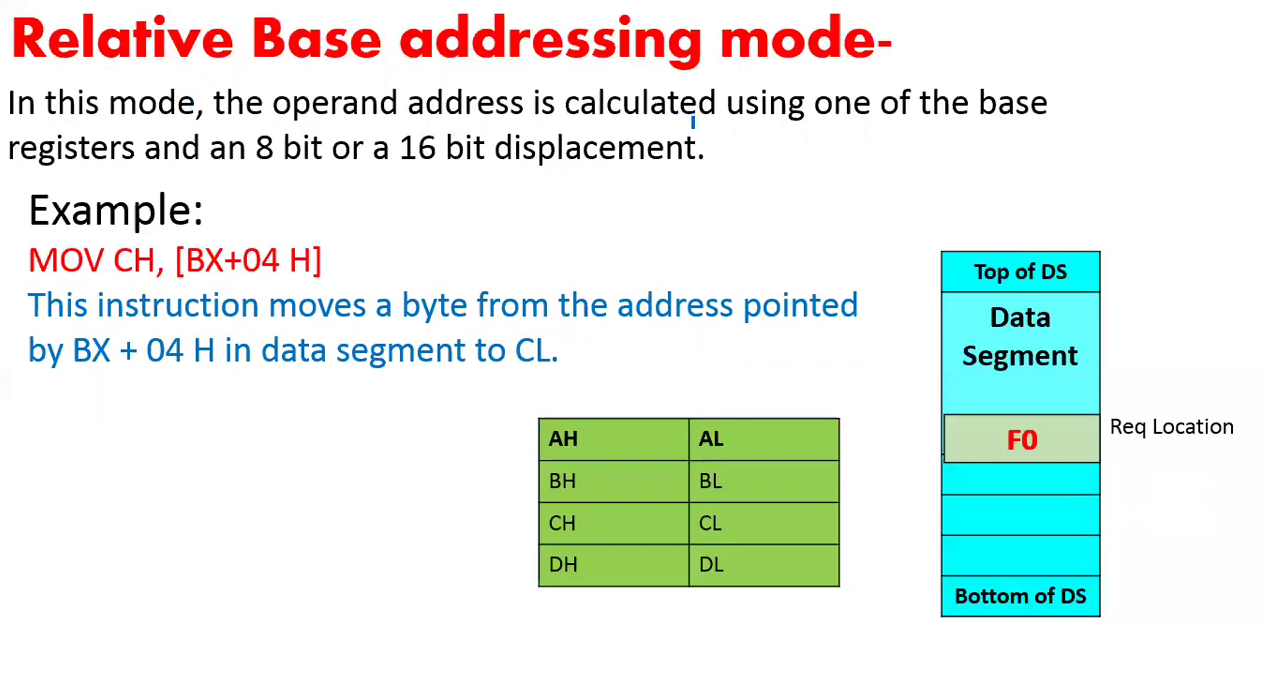 Relative Base addressing mode-
In this mode, the operand address is calculated using one of the base
registers and an 8 bit or a 16 bit displacement.
Example:
MOV CH, [BX+04 H]
This instruction moves a byte from the address pointed
by BX + 04 H in data segment to CL.
AH AL
BH BL
CH CL
DH DL
Top of DS
Data
Segment
F0
Req Location
Bottom of DS